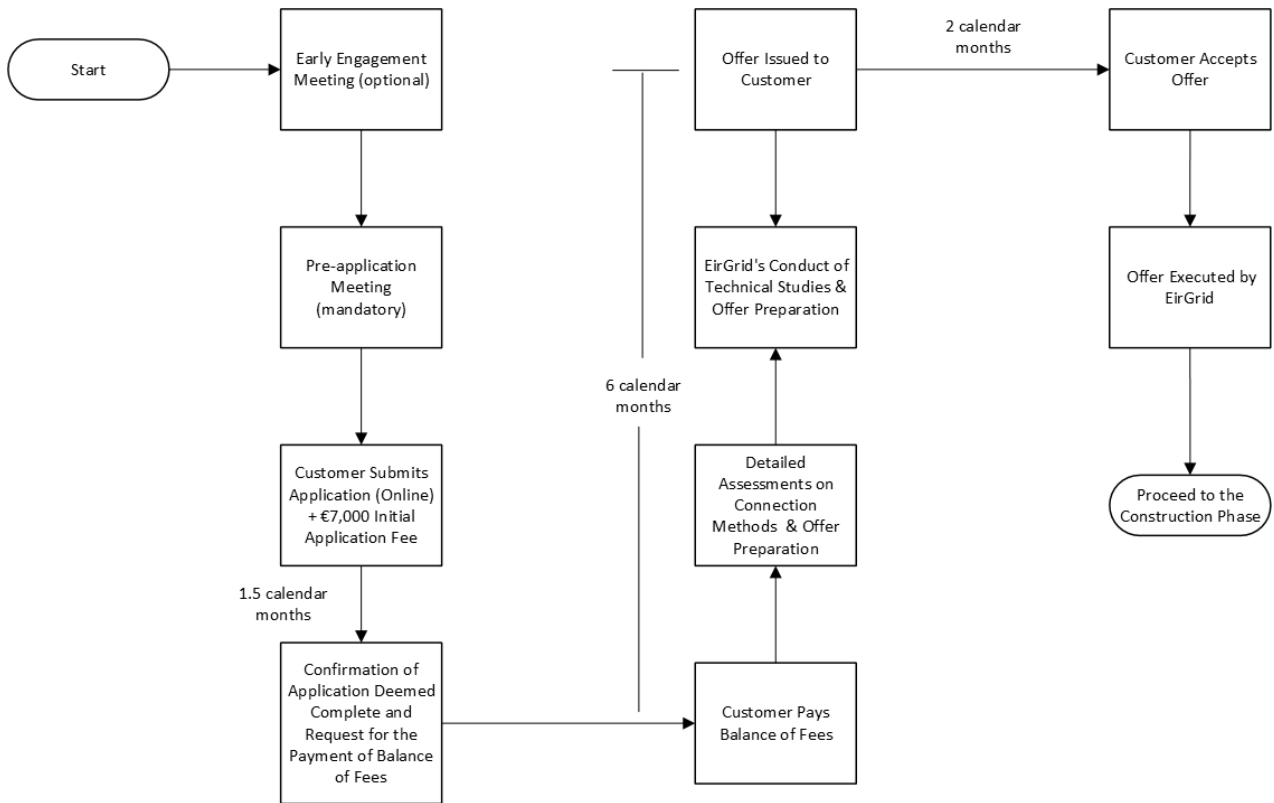 Start
Early Engagement
Meeting (optional)
Pre-application
Meeting
(mandatory)
Customer Submits
Application (Online)
+ €7,000 Initial
Application Fee
1.5 calendar
months
Confirmation of
Application Deemed
Complete and
Request for the
Payment of Balance
of Fees
6 calendar
months
Customer Pays
Balance of Fees
Detailed
Assessments on
Connection
Methods & Offer
Preparation
EirGrid's Conduct of
Technical Studies &
Offer Preparation
Offer Issued to
Customer
2 calendar
months
Customer Accepts
Offer
Offer Executed by
EirGrid
Proceed to the
Construction Phase